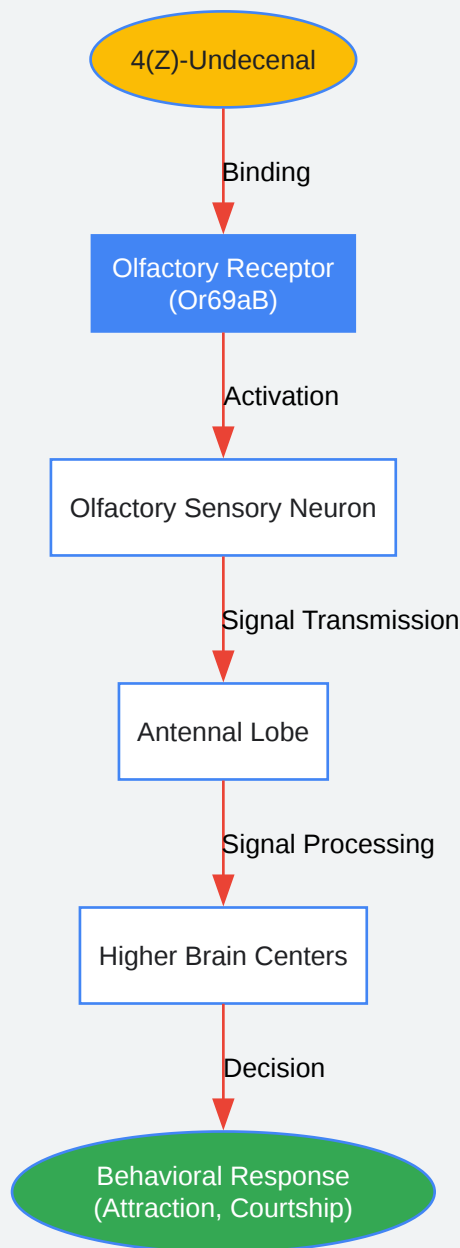 4(Z)-Undecenal
Binding
Olfactory Receptor
(Or69aB)
Activation
Olfactory Sensory Neuron
Signal Transmission
Antennal Lobe
Signal Processing
Higher Brain Centers
Decision
Behavioral Response
(Attraction, Courtship)